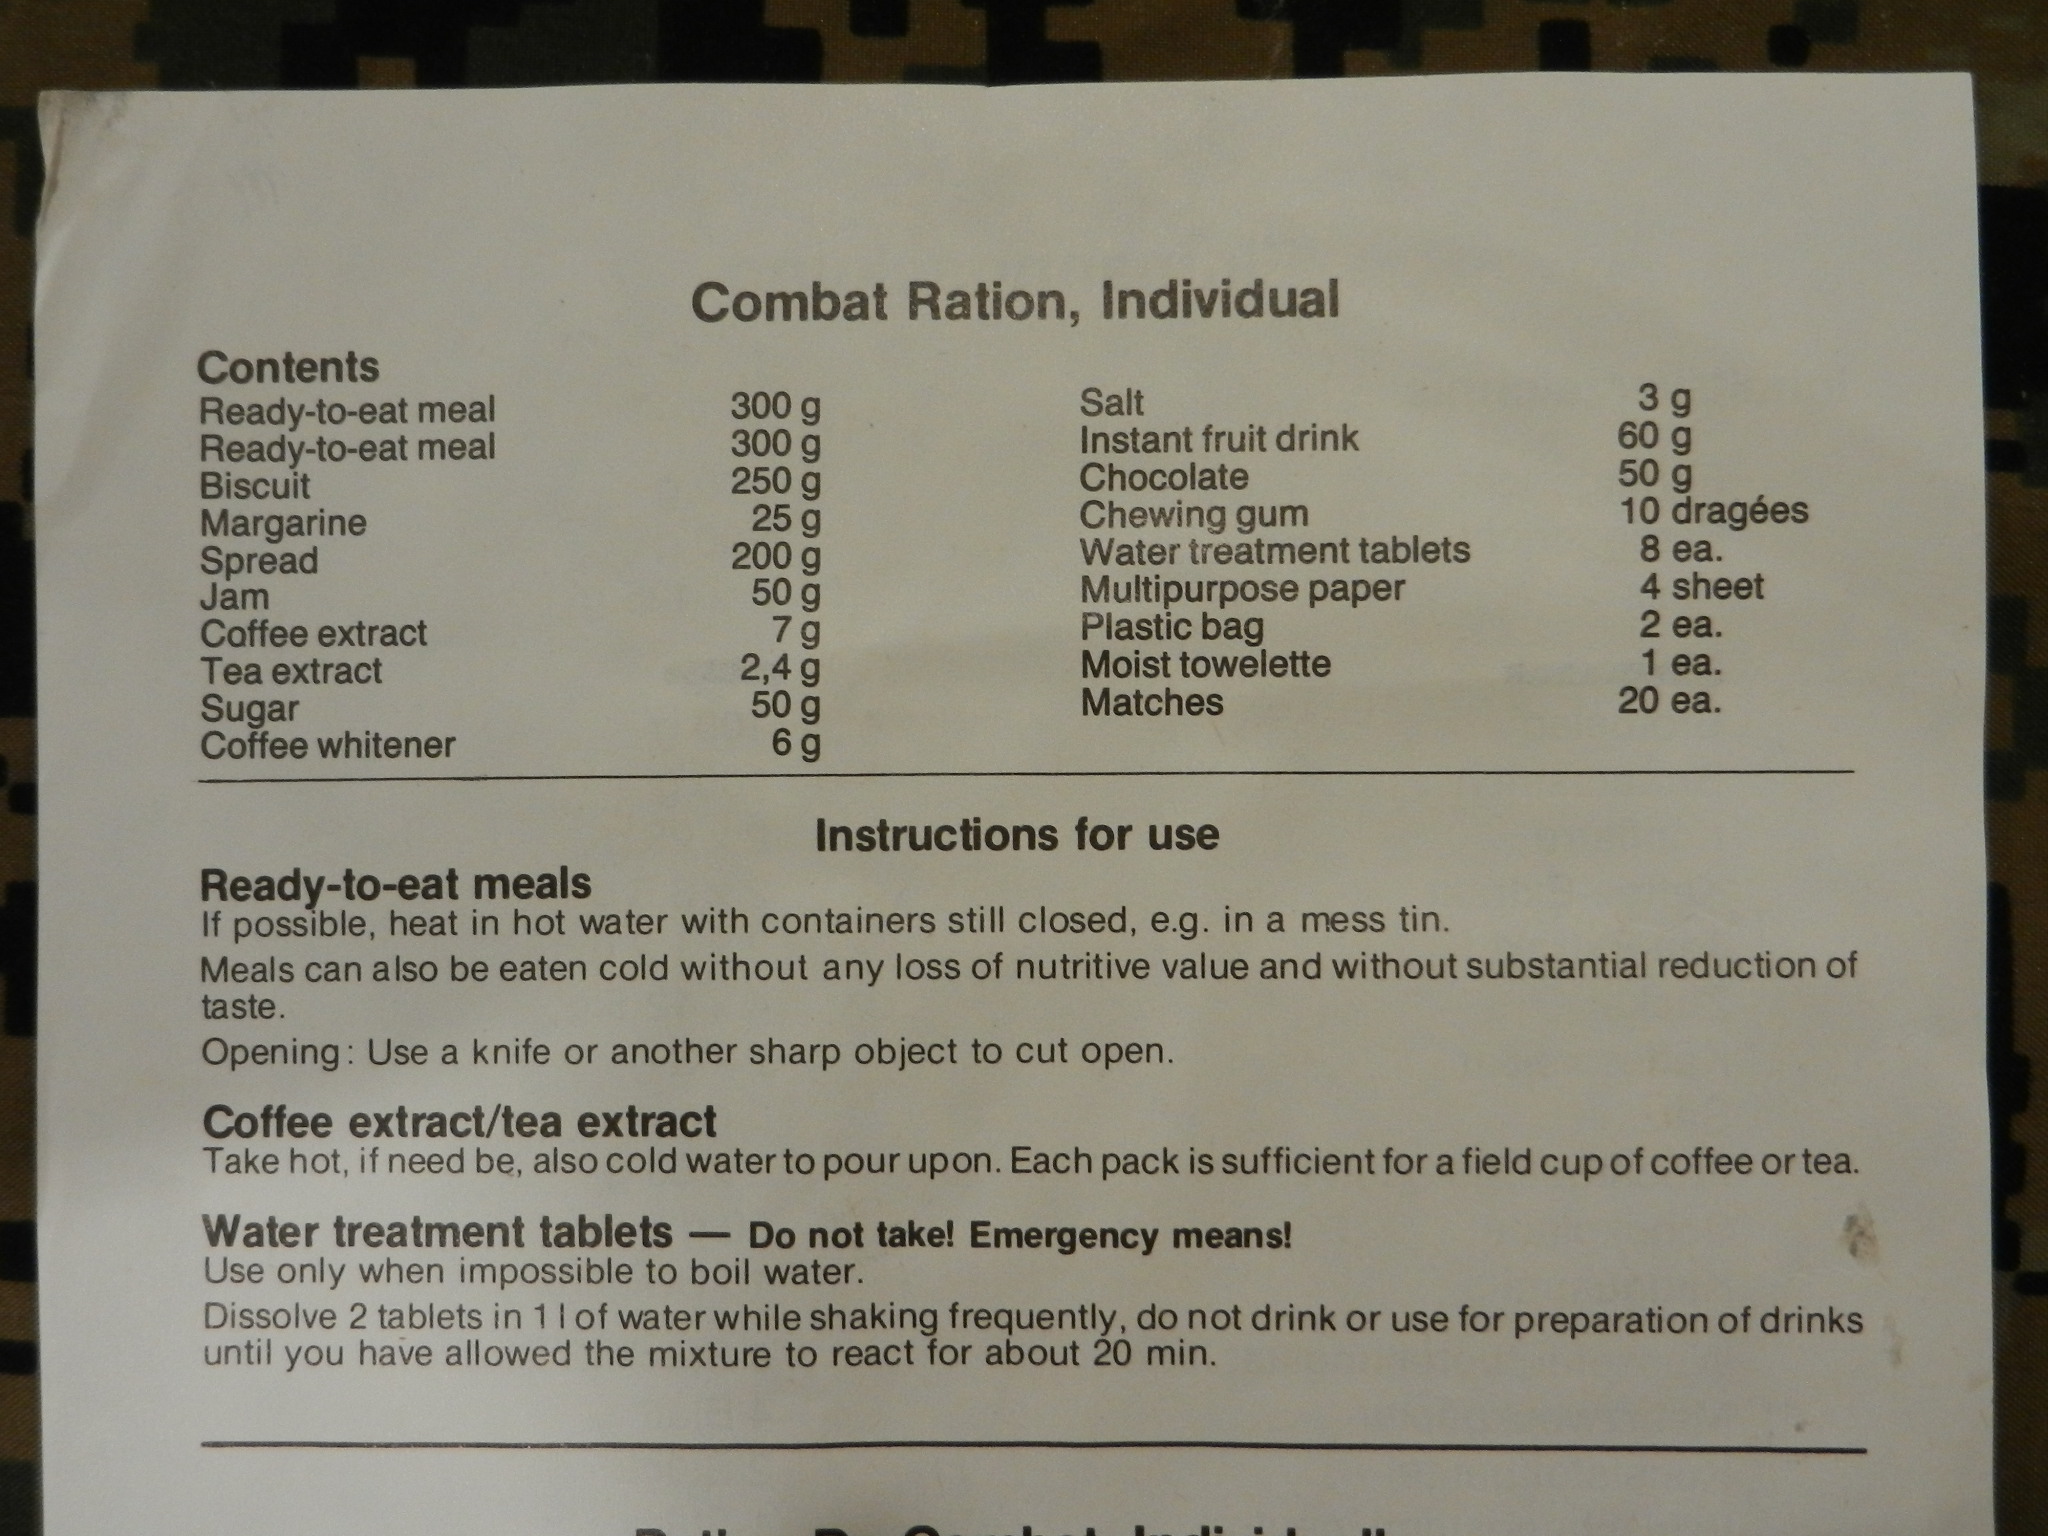 Combat Ration, Individual
Contents
Ready-to-eat meal 300 g
Ready-to-eat meal 300 g
Biscuit 250 g
Margarine 25 g
Spread 200 g
Jam 50 g
Coffee extract 7 g
Tea extract 2,4 g
Sugar 50 g
Coffee whitener 6 g
Salt 3 g
Instant fruit drink 60 g
Chocolate 50 g
Chewing gum 10 dragées
Water treatment tablets 8 ea.
Multipurpose paper 4 sheet
Plastic bag 2 ea.
Moist towelette 1 ea.
Matches 20 ea.
Instructions for use
Ready-to-eat meals
If possible, heat in hot water with containers still closed, e.g. in a mess tin.
Meals can also be eaten cold without any loss of nutritive value and without substantial reduction of
taste.
Opening: Use a knife or another sharp object to cut open.
Coffee extract/tea extract
Take hot, if need be, also cold water to pour upon. Each pack is sufficient for a field cup of coffee or tea.
Water treatment tablets — Do not take! Emergency means!
Use only when impossible to boil water.
Dissolve 2 tablets in 1 l of water while shaking frequently, do not drink or use for preparation of drinks
until you have allowed the mixture to react for about 20 min.